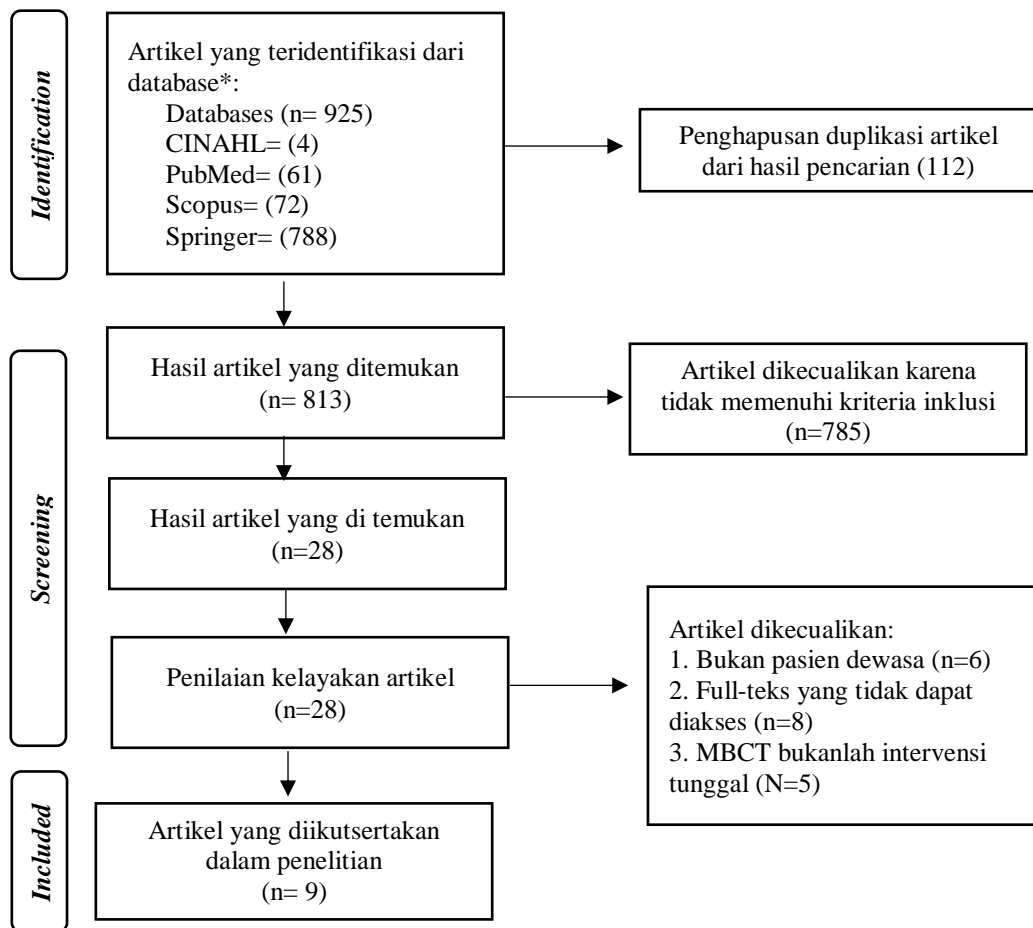 Identification
Artikel yang teridentifikasi dari
database*:
Databases (n= 925)
CINAHL= (4)
PubMed= (61)
Scopus= (72)
Springer= (788)
Penghapusan duplikasi artikel
dari hasil pencarian (112)
Screening
Hasil artikel yang ditemukan
(n= 813)
Artikel dikecualikan karena
tidak memenuhi kriteria inklusi
(n=785)
Hasil artikel yang di temukan
(n=28)
Penilaian kelayakan artikel
(n=28)
Artikel dikecualikan:
1. Bukan pasien dewasa (n=6)
2. Full-teks yang tidak dapat
diakses (n=8)
3. MBCT bukanlah intervensi
tunggal (N=5)
Included
Artikel yang diikutsertakan
dalam penelitian
(n= 9)